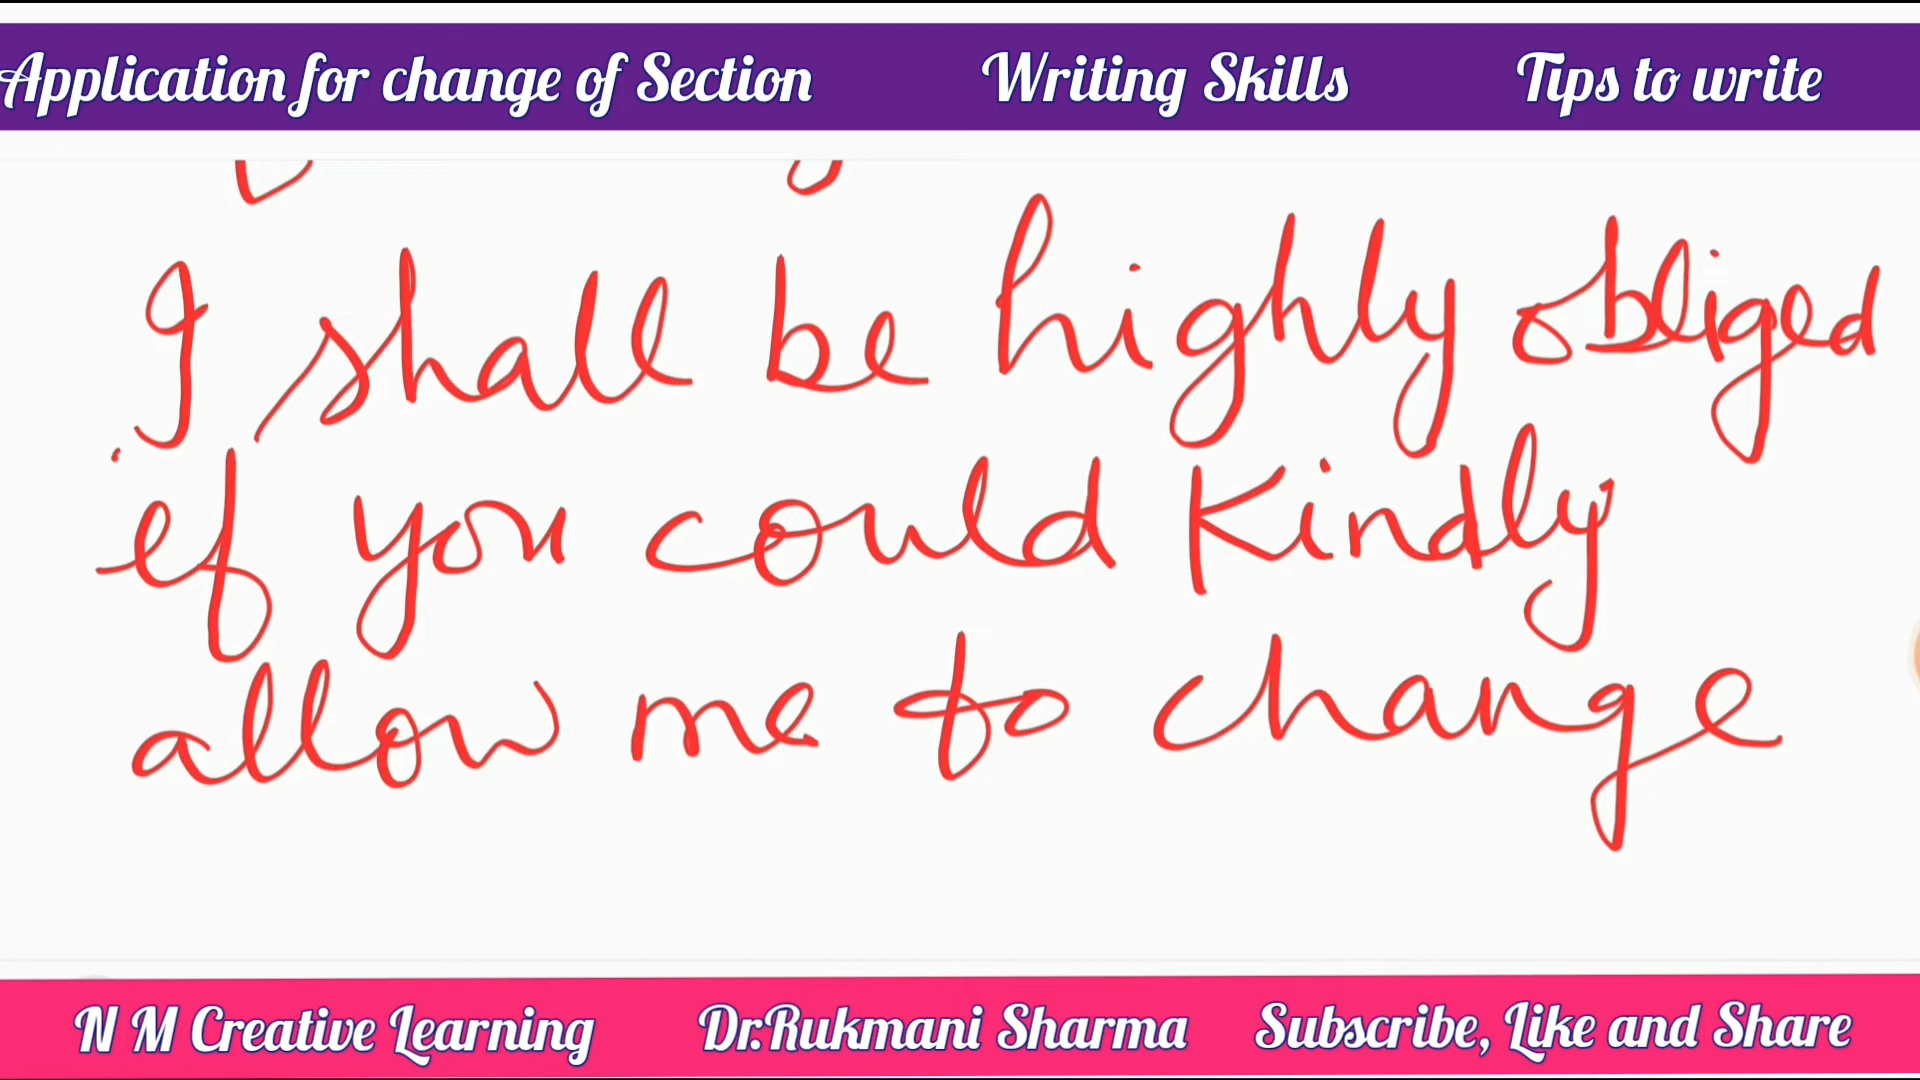 Application for change of Section Writing Skills Tips to write
I shall be highly obliged
if you could Kindly
allow me to change
N M Creative Learning Dr.Rukmani Sharma Subscribe, Like and Share